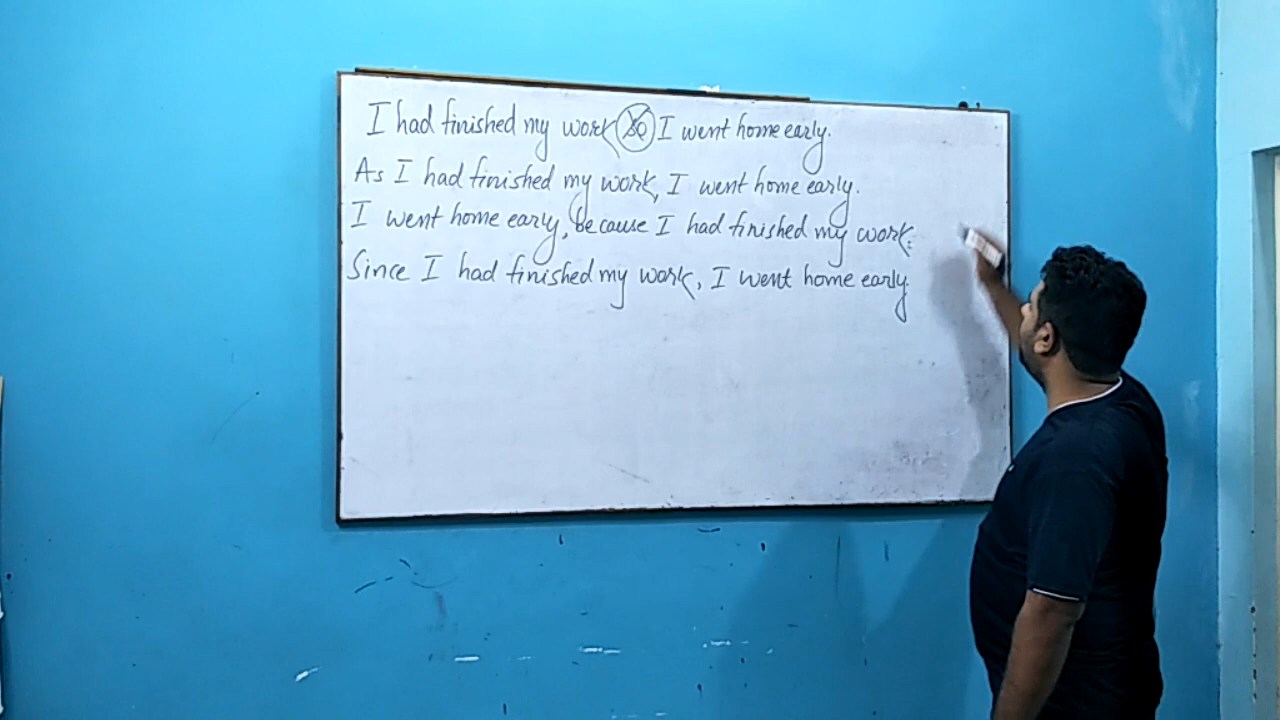 I had finished my work so I went home early.
As I had finished my work, I went home early.
I went home early, because I had finished my work.
Since I had finished my work, I went home early.